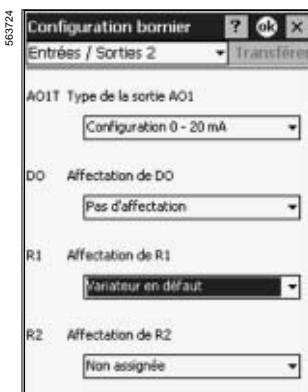 563724
Configuration bornier ? ok ×
Entrées / Sorties 2 Transférer
AO1T Type de la sortie AO1
Configuration 0 - 20 mA
DO Affectation de DO
Pas d'affectation
R1 Affectation de R1
Variateur en défaut
R2 Affectation de R2
Non assignée